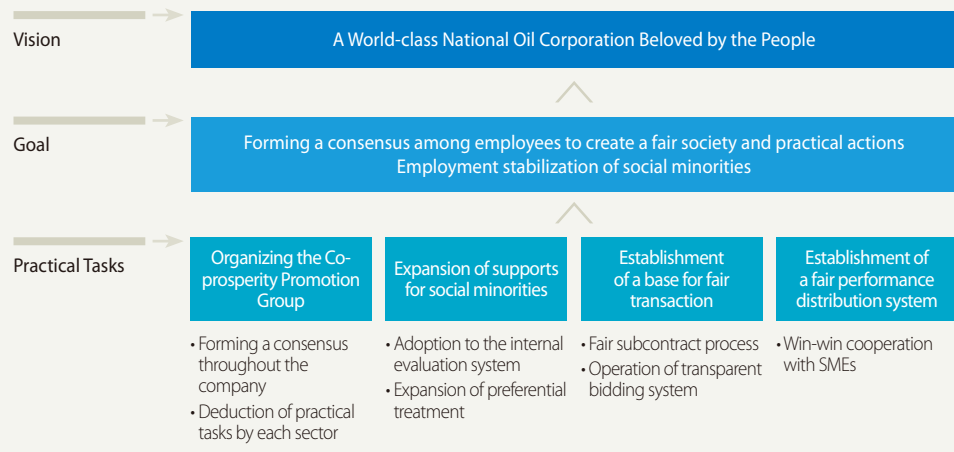 Vision
A World-class National Oil Corporation Beloved by the People
Goal
Forming a consensus among employees to create a fair society and practical actions
Employment stabilization of social minorities
Practical Tasks
Organizing the Co-
prosperity Promotion
Group
• Forming a consensus
throughout the
company
• Deduction of practical
tasks by each sector
Expansion of supports
for social minorities
• Adoption to the internal
evaluation system
• Expansion of preferential
treatment
Establishment
of a base for fair
transaction
• Fair subcontract process
• Operation of transparent
bidding system
Establishment of
a fair performance
distribution system
• Win-win cooperation
with SMEs